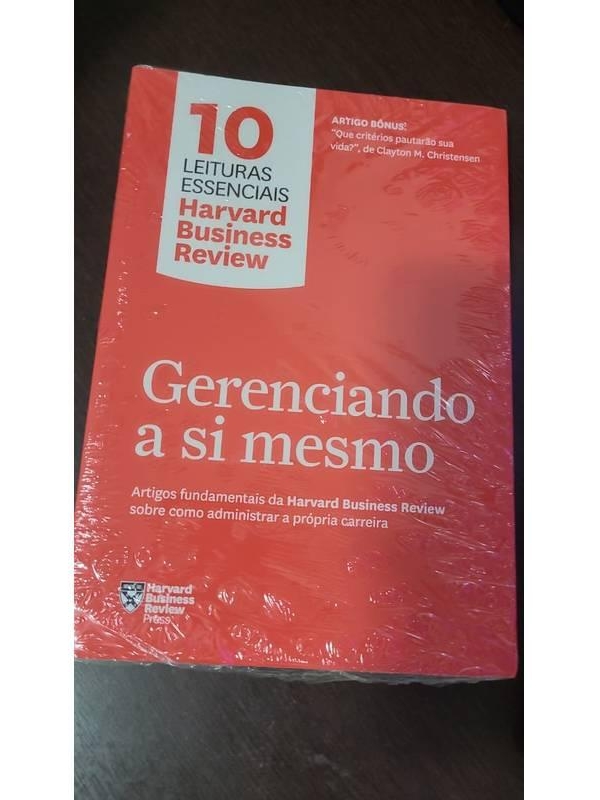 10
LEITURAS
ESSENCIAIS
Harvard
Business
Review
ARTIGO BÔNUS:
"Que critérios pautarão sua
vida?", de Clayton M. Christensen
Gerenciando
a si mesmo
Artigos fundamentais da Harvard Business Review
sobre como administrar a própria carreira
Harvard
Business
Review
Press